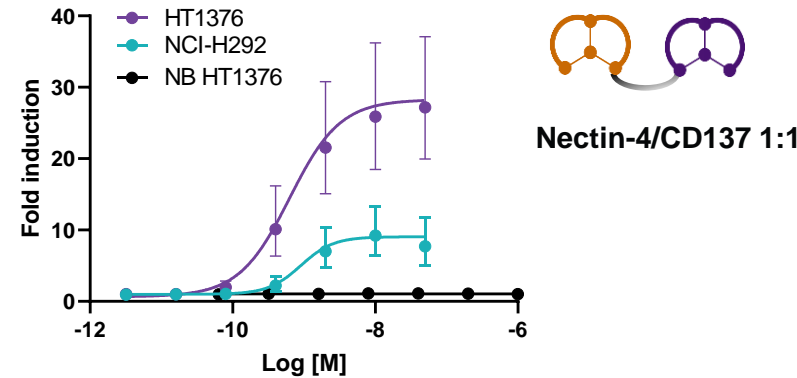 HT1376
NCI-H292
NB HT1376
Fold induction
40
30
20
10
0
-12
-10
-8
-6
Log [M]
Nectin-4/CD137 1:1